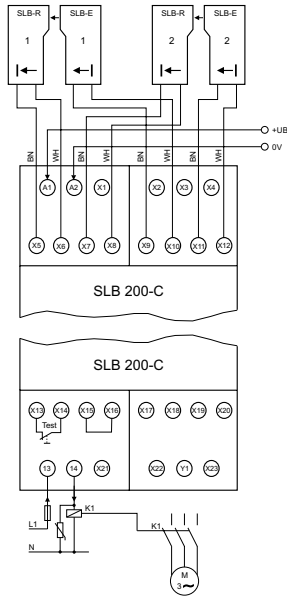 SLB-R SLB-E SLB-R SLB-E
1 1 2 2
+UB
0V
BN WH BN WH BN WH BN WH
A1 A2 X1 X2 X3 X4
X5 X6 X7 X8 X9 X10 X11 X12
SLB 200-C
SLB 200-C
X13 X14 X15 X16 X17 X18 X19 X20
Test
13 14 X21 X22 Y1 X23
K1
L1
K1
N
M
3 ~